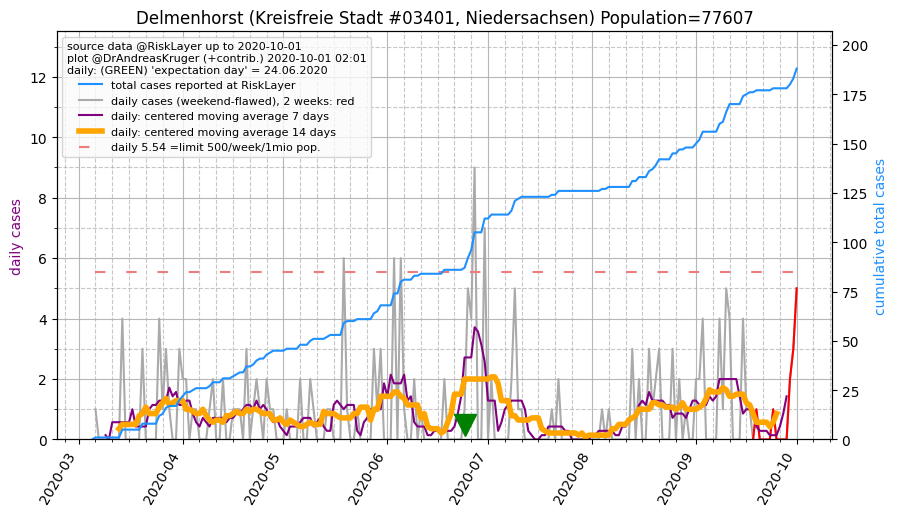 Delmenhorst (Kreisfreie Stadt #03401, Niedersachsen) Population=77607
source data @RiskLayer up to 2020-10-01
plot @DrAndreasKruger (+contrib.) 2020-10-01 02:01
daily: (GREEN) 'expectation day' = 24.06.2020
total cases reported at RiskLayer
daily cases (weekend-flawed), 2 weeks: red
daily: centered moving average 7 days
daily: centered moving average 14 days
daily 5.54 =limit 500/week/1mio pop.
daily cases
12
10
8
6
4
2
0
200
175
150
125
100
75
50
25
0
cumulative total cases
2020-03
2020-04
2020-05
2020-06
2020-07
2020-08
2020-09
2020-10